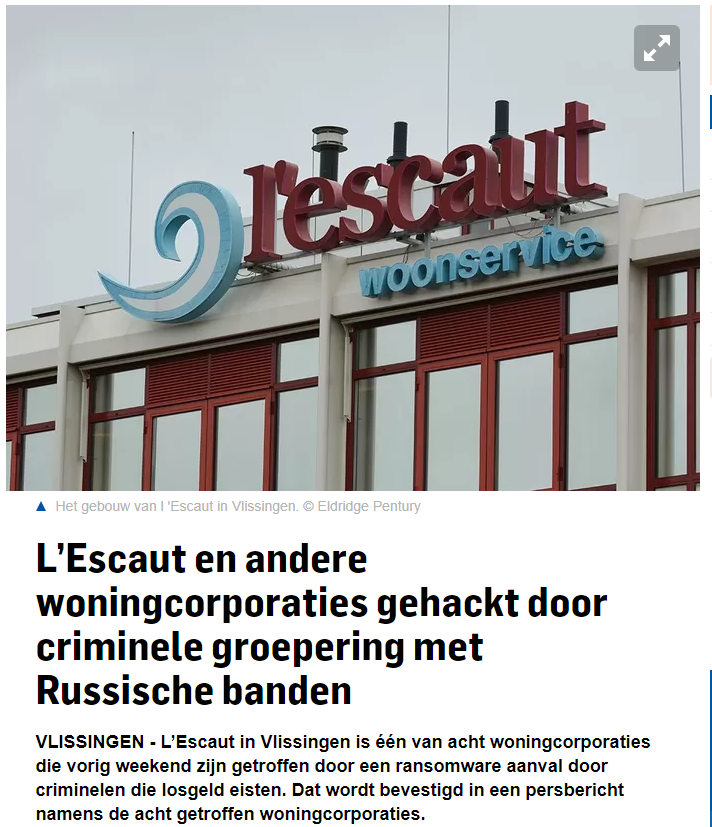 l'escaut
woonservice
Het gebouw van l 'Escaut in Vlissingen. © Eldridge Pentury
L’Escaut en andere
woningcorporaties gehackt door
criminele groepering met
Russische banden
VLISSINGEN - L’Escaut in Vlissingen is één van acht woningcorporaties
die vorig weekend zijn getroffen door een ransomware aanval door
criminelen die losgeld eisten. Dat wordt bevestigd in een persbericht
namens de acht getroffen woningcorporaties.